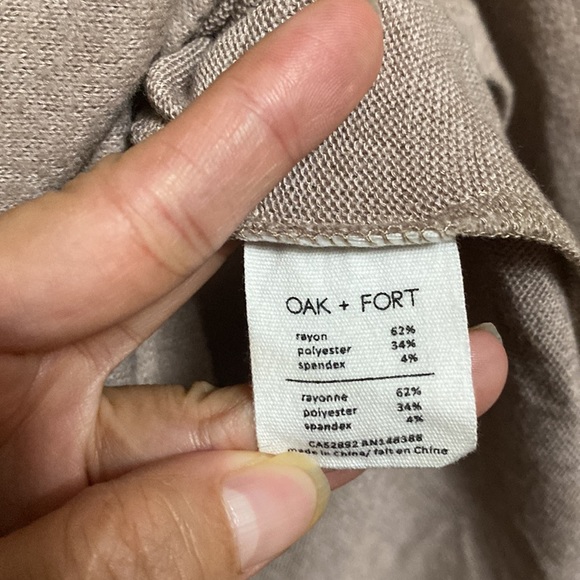 OAK + FORT
rayon 62%
polyester 34%
spandex 4%
rayonne 62%
polyester 34%
spandex 4%
CA52892 RN148388
made in China/ fait en Chine